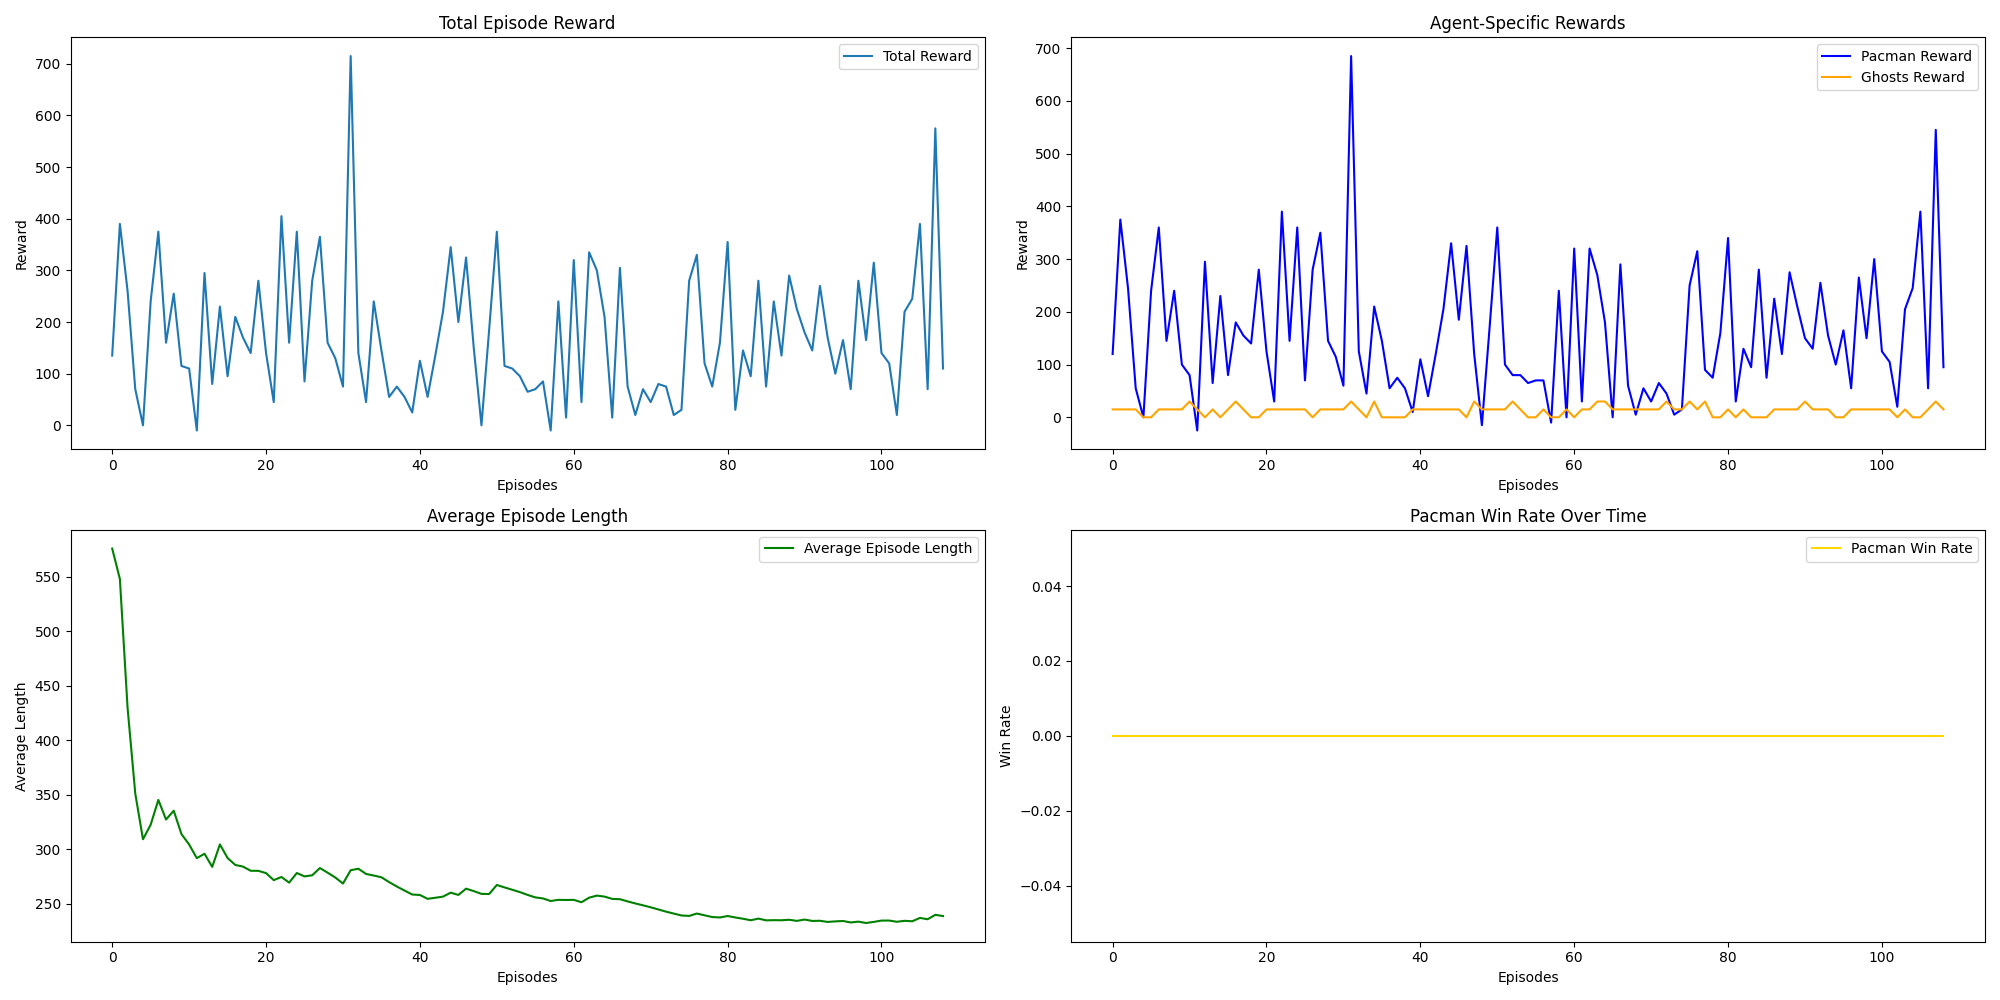 Total Episode Reward
Total Reward
700
600
500
400
300
200
100
0
Reward
0 20 40 60 80 100
Episodes
Agent-Specific Rewards
Pacman Reward
Ghosts Reward
700
600
500
400
300
200
100
0
Reward
0 20 40 60 80 100
Episodes
Average Episode Length
Average Episode Length
550
500
450
400
350
300
250
Average Length
0 20 40 60 80 100
Episodes
Pacman Win Rate Over Time
Pacman Win Rate
0.04
0.02
0.00
−0.02
−0.04
Win Rate
0 20 40 60 80 100
Episodes